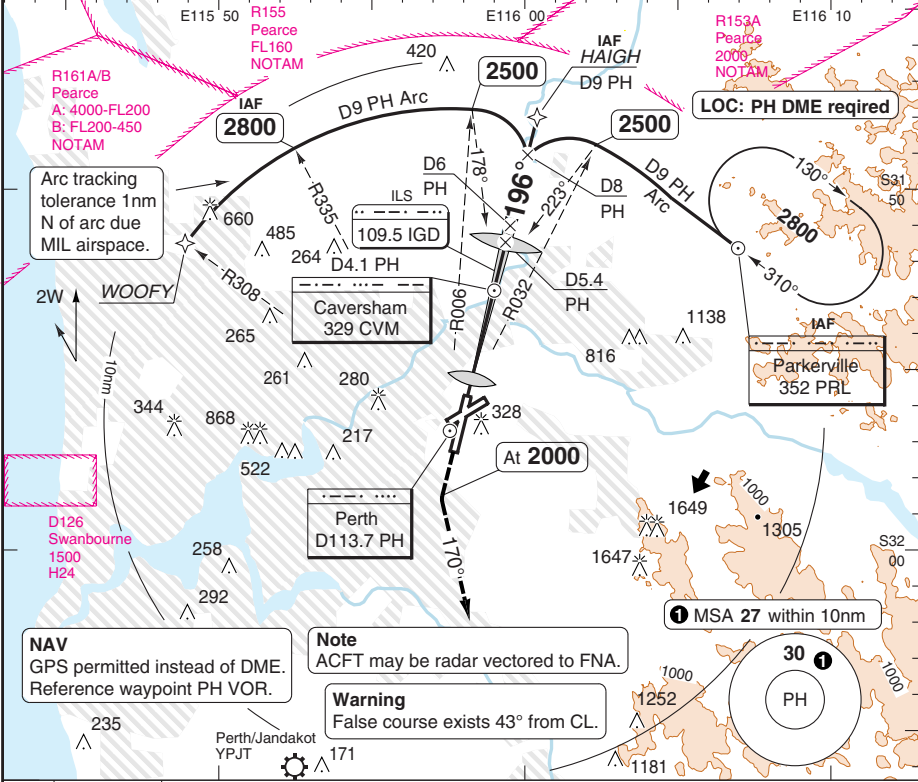 E115 50
E116 00
E116 10
R155
Pearce
FL160
NOTAM
R153A
Pearce
2000
NOTAM
R161A/B
Pearce
A: 4000-FL200
B: FL200-450
NOTAM
420
IAF
HAIGH
D9 PH
2500
IAF
2800
D9 PH Arc
2500
LOC: PH DME reqired
Arc tracking
tolerance 1nm
N of arc due
MIL airspace.
D6
PH
178°
196°
223°
D8
PH
D9 PH
Arc
130°
2800
310°
S31
50
660
485
264
R335
ILS
109.5 IGD
D4.1 PH
WOOFY
R308
2W
Caversham
329 CVM
R006
R032
D5.4
PH
265
261
280
816
1138
IAF
Parkerville
352 PRL
10nm
344
868
522
217
328
At 2000
D126
Swanbourne
1500
H24
Perth
D113.7 PH
170°
1649
1647
1000
1305
S32
00
258
292
1 MSA 27 within 10nm
NAV
GPS permitted instead of DME.
Reference waypoint PH VOR.
Note
ACFT may be radar vectored to FNA.
Warning
False course exists 43° from CL.
30 1
PH
1000
1000
1252
1181
235
Perth/Jandakot
YPJT
171